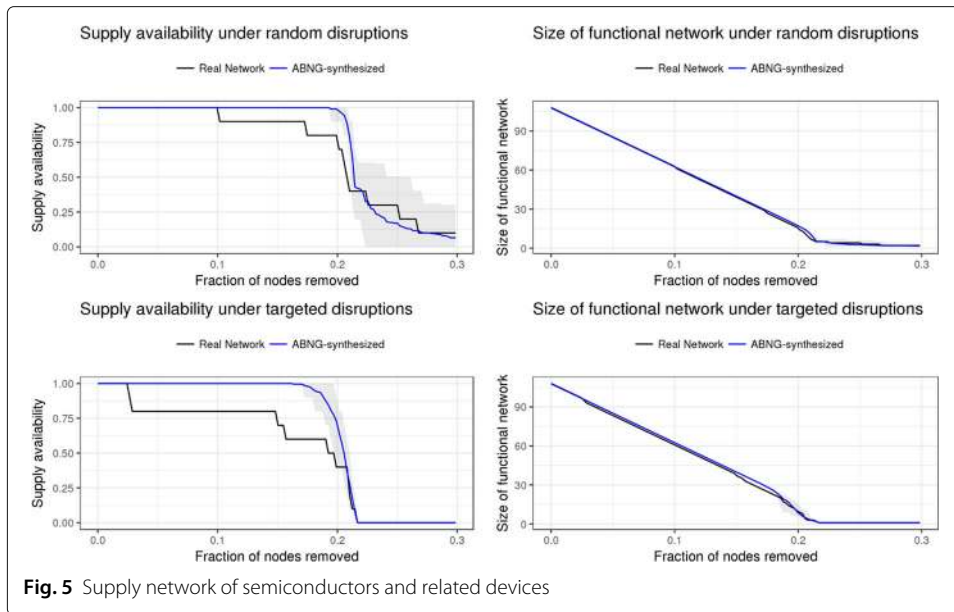 Supply availability under random disruptions
Real Network ABNG-synthesized
1.00
0.75
0.50
0.25
0.00
Supply availability
0.0 0.1 0.2 0.3
Fraction of nodes removed
Size of functional network under random disruptions
Real Network ABNG-synthesized
90
60
30
0
Size of functional network
0.0 0.1 0.2 0.3
Fraction of nodes removed
Supply availability under targeted disruptions
Real Network ABNG-synthesized
1.00
0.75
0.50
0.25
0.00
Supply availability
0.0 0.1 0.2 0.3
Fraction of nodes removed
Size of functional network under targeted disruptions
Real Network ABNG-synthesized
90
60
30
0
Size of functional network
0.0 0.1 0.2 0.3
Fraction of nodes removed
Fig. 5 Supply network of semiconductors and related devices